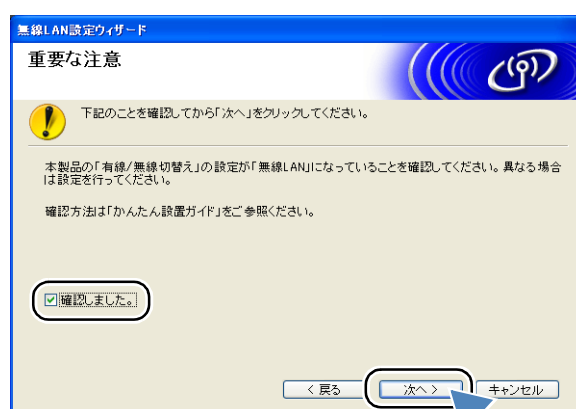 無線LAN設定ウィザード
重要な注意
下記のことを確認してから「次へ」をクリックしてください。
本製品の「有線/無線切替え」の設定が「無線LAN」になっていることを確認してください。異なる場合
は設定を行ってください。
確認方法は「かんたん設置ガイド」をご参照ください。
確認しました。
< 戻る 次へ > キャンセル